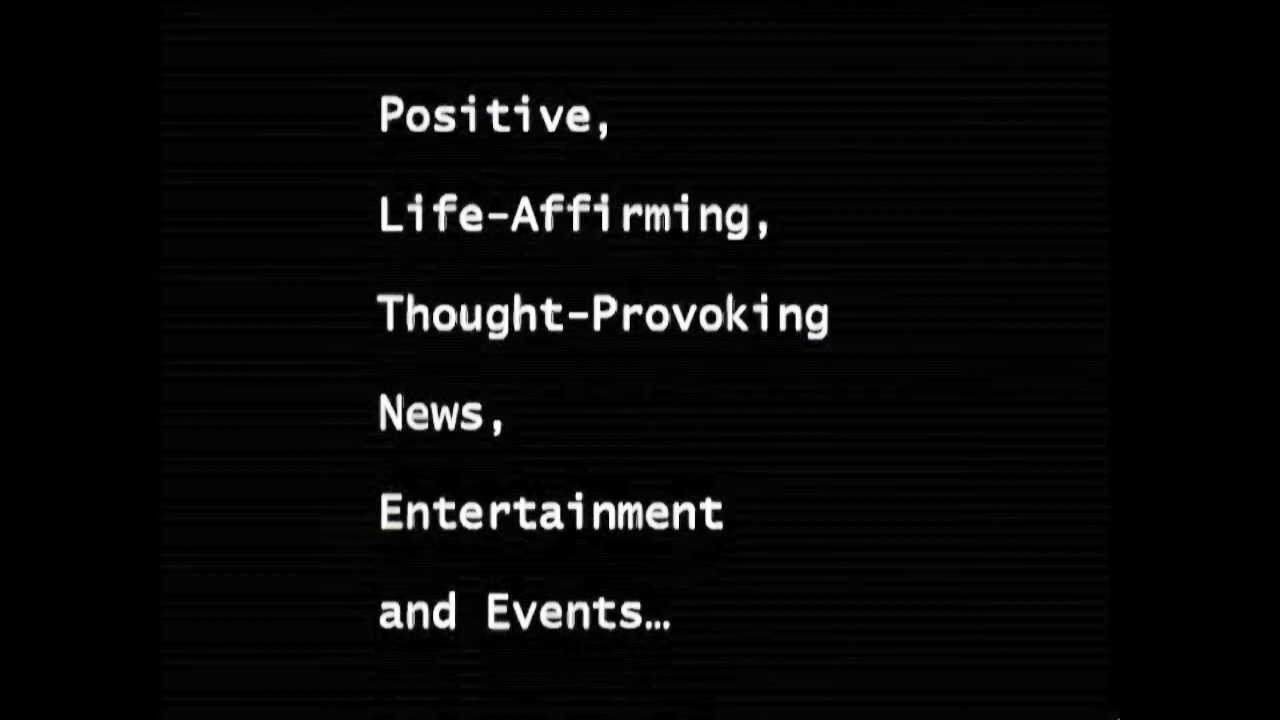 Positive,
Life-Affirming,
Thought-Provoking
News,
Entertainment
and Events…